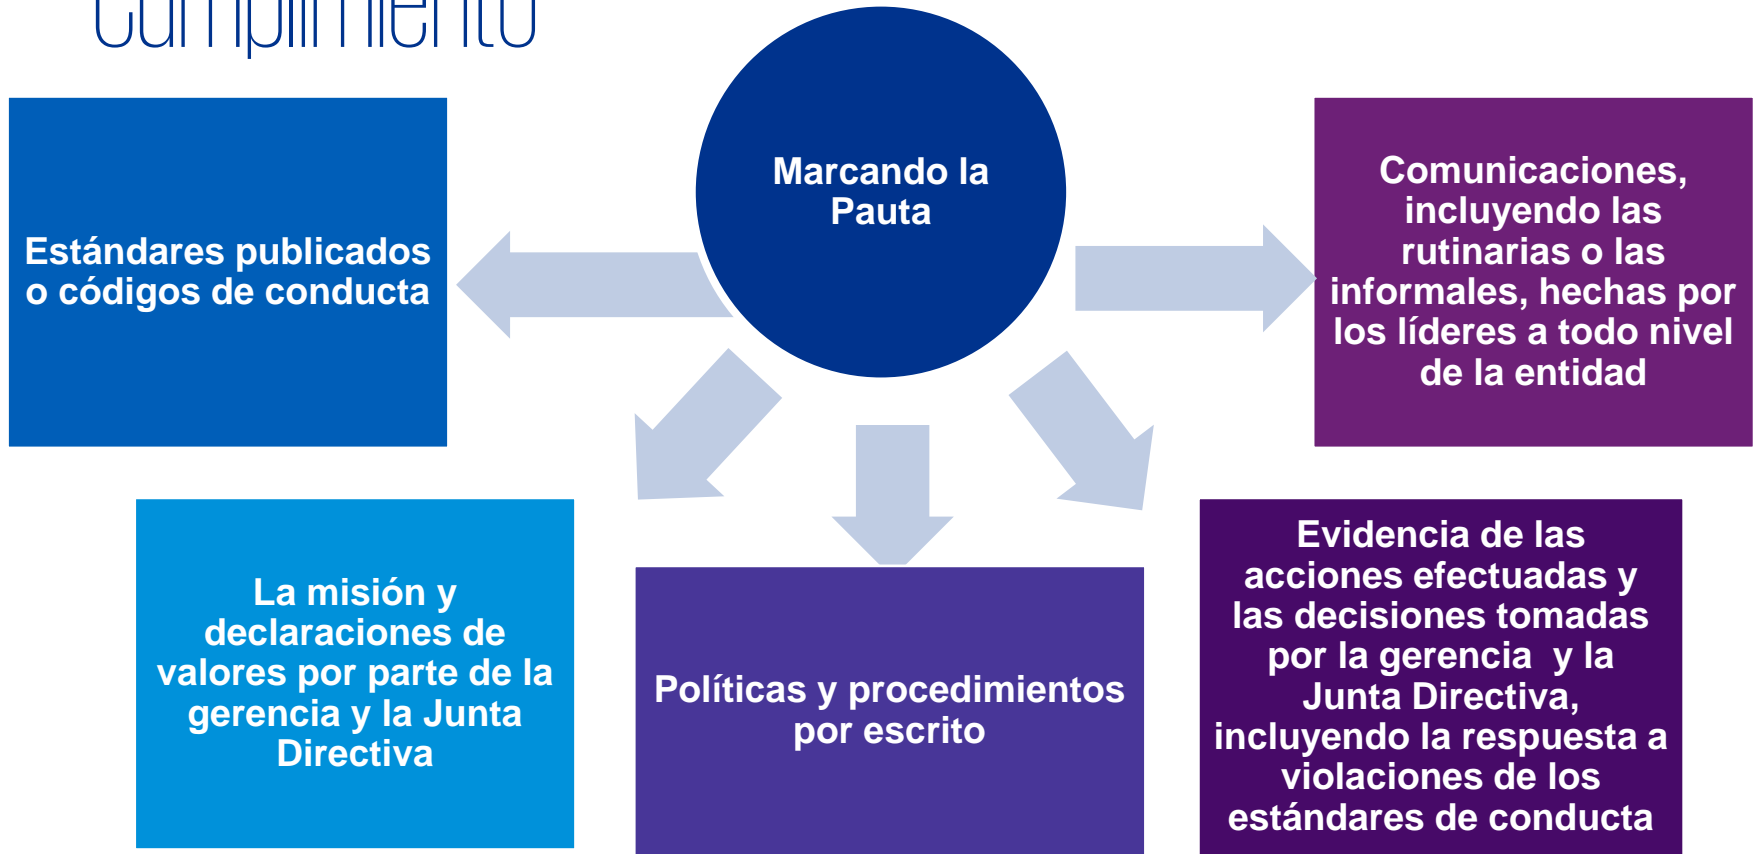 cumplimiento
Marcando la
Pauta
Estándares publicados
o códigos de conducta
Comunicaciones,
incluyendo las
rutinarias o las
informales, hechas por
los líderes a todo nivel
de la entidad
La misión y
declaraciones de
valores por parte de la
gerencia y la Junta
Directiva
Políticas y procedimientos
por escrito
Evidencia de las
acciones efectuadas y
las decisiones tomadas
por la gerencia  y la
Junta Directiva,
incluyendo la respuesta a
violaciones de los
estándares de conducta